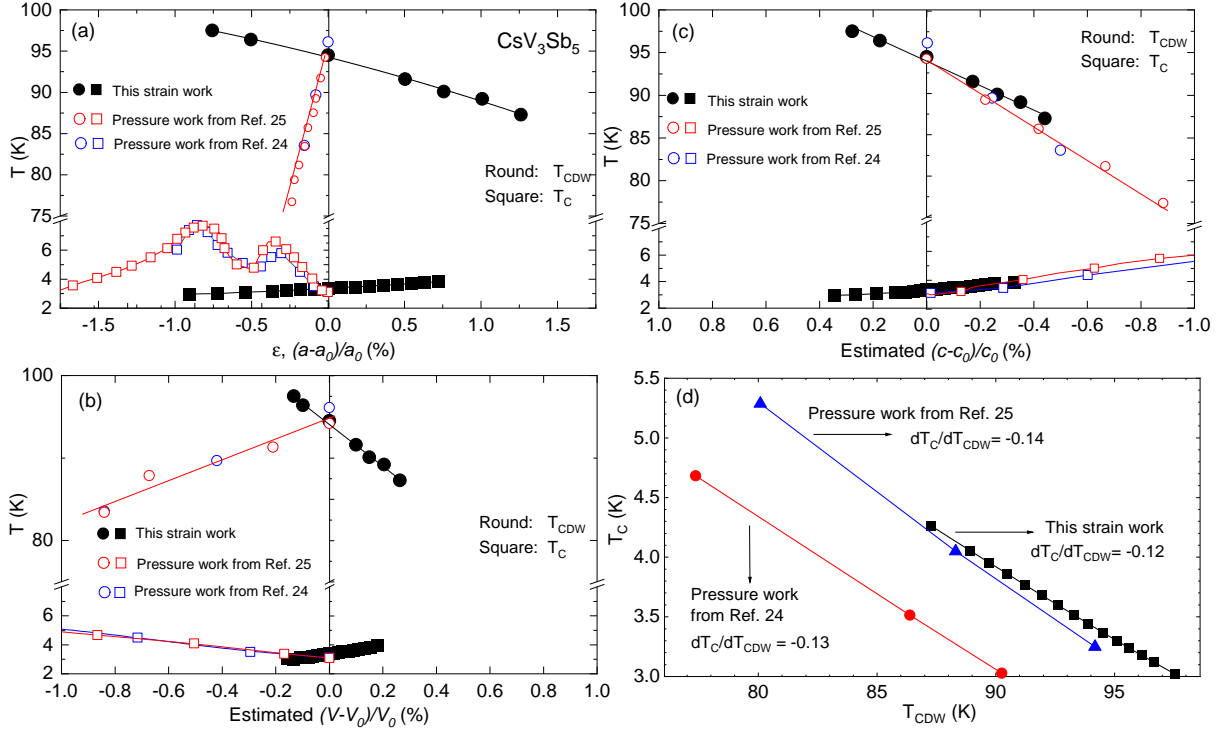 (a)
CsV3Sb5
This strain work
Pressure work from Ref. 25
Pressure work from Ref. 24
Round: TCDW
Square: TC
T (K)
100
95
90
85
80
75
8
6
4
2
-1.5 -1.0 -0.5 0.0 0.5 1.0 1.5
ε, (a-a0)/a0 (%)
(c)
Round: TCDW
Square: TC
This strain work
Pressure work from Ref. 25
Pressure work from Ref. 24
T (K)
100
95
90
85
80
75
8
6
4
2
1.0 0.8 0.6 0.4 0.2 0.0 -0.2 -0.4 -0.6 -0.8 -1.0
Estimated (c-c0)/c0 (%)
(b)
This strain work
Pressure work from Ref. 25
Pressure work from Ref. 24
Round: TCDW
Square: TC
T (K)
100
80
8
6
4
2
-1.0 -0.8 -0.6 -0.4 -0.2 0.0 0.2 0.4 0.6 0.8 1.0
Estimated (V-V0)/V0 (%)
(d)
Pressure work from Ref. 25
dTC/dTCDW= -0.14
This strain work
dTC/dTCDW= -0.12
Pressure work
from Ref. 24
dTC/dTCDW= -0.13
TC (K)
5.5
5.0
4.5
4.0
3.5
3.0
80 85 90 95
TCDW (K)